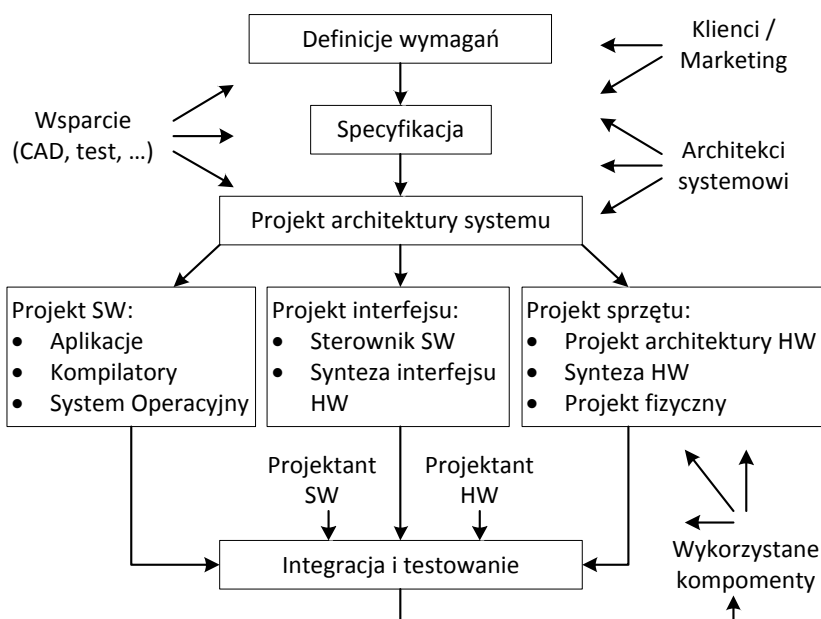 Definicje wymagań
Klienci /
Marketing
Wsparcie
(CAD, test, …)
Specyfikacja
Architekci
systemowi
Projekt architektury systemu
Projekt SW:
• Aplikacje
• Kompilatory
• System Operacyjny
Projekt interfejsu:
• Sterownik SW
• Synteza interfejsu
HW
Projekt sprzętu:
• Projekt architektury HW
• Synteza HW
• Projekt fizyczny
Projektant
SW
Projektant
HW
Integracja i testowanie
Wykorzystane
kompomenty